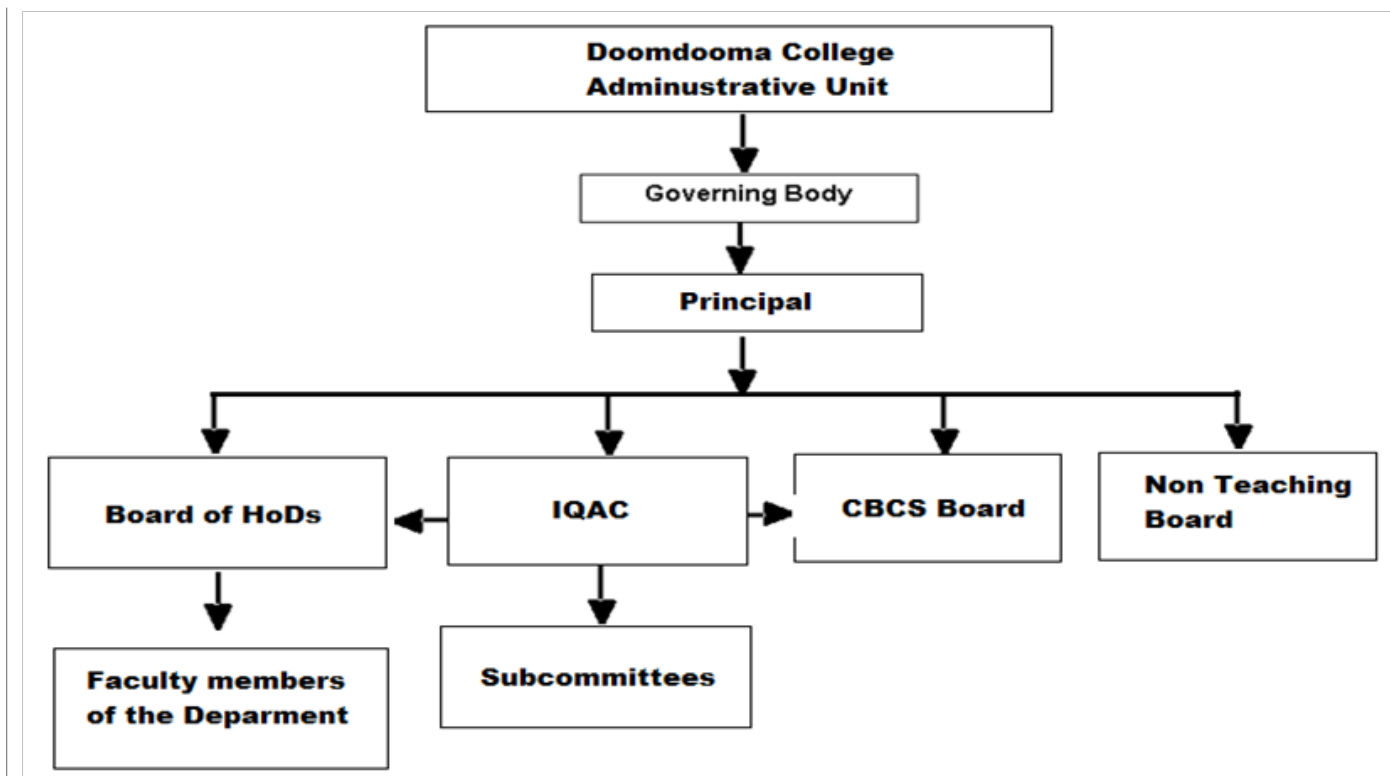 Doomdooma College
Adminustrative Unit
Governing Body
Principal
Board of HoDs
IQAC
CBCS Board
Non Teaching
Board
Faculty members
of the Deparment
Subcommittees